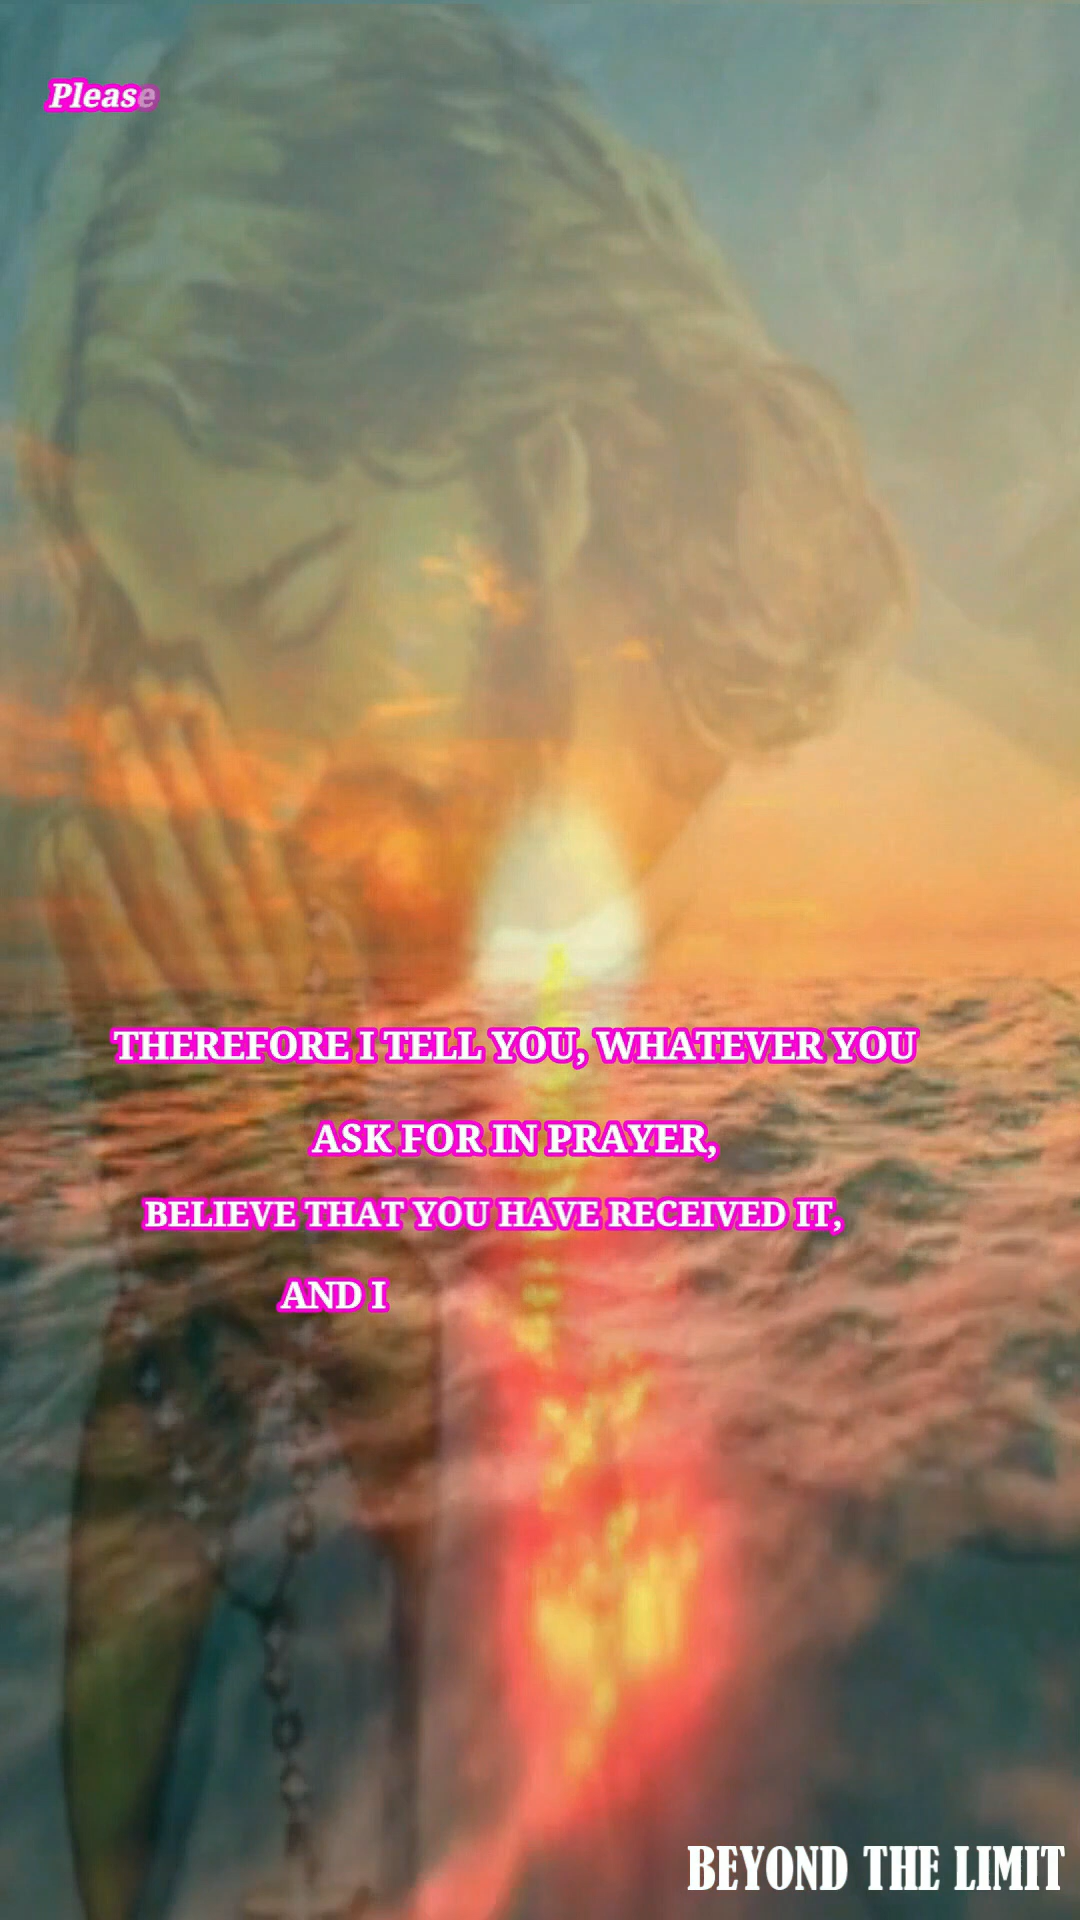 Please
THEREFORE I TELL YOU, WHATEVER YOU
ASK FOR IN PRAYER,
BELIEVE THAT YOU HAVE RECEIVED IT,
AND I
BEYOND THE LIMIT